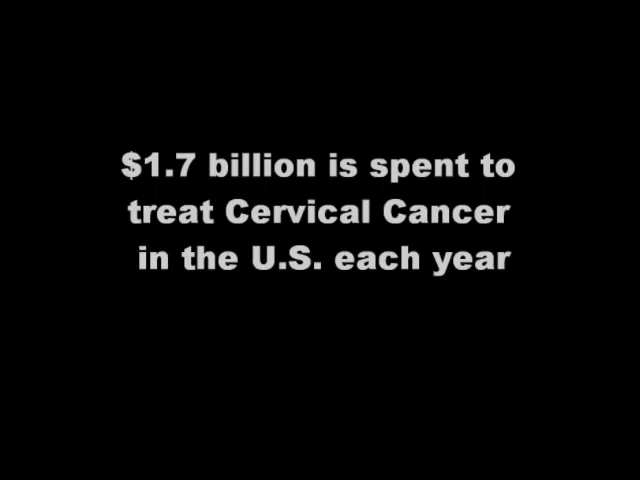 $1.7 billion is spent to
treat Cervical Cancer
in the U.S. each year